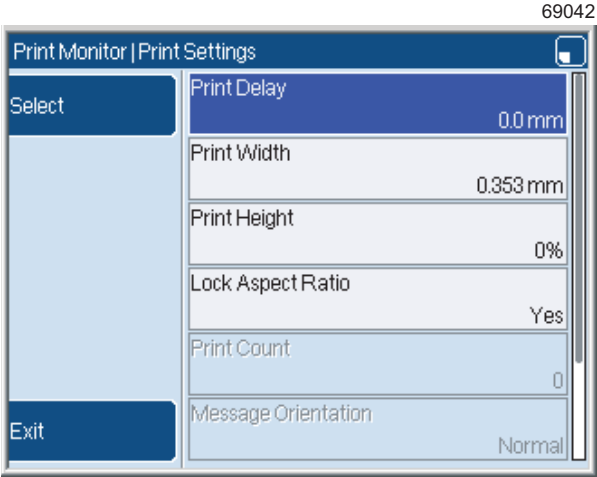 69042
Print Monitor | Print Settings
Select
Print Delay
0.0 mm
Print Width
0.353 mm
Print Height
0%
Lock Aspect Ratio
Yes
Print Count
0
Message Orientation
Normal
Exit